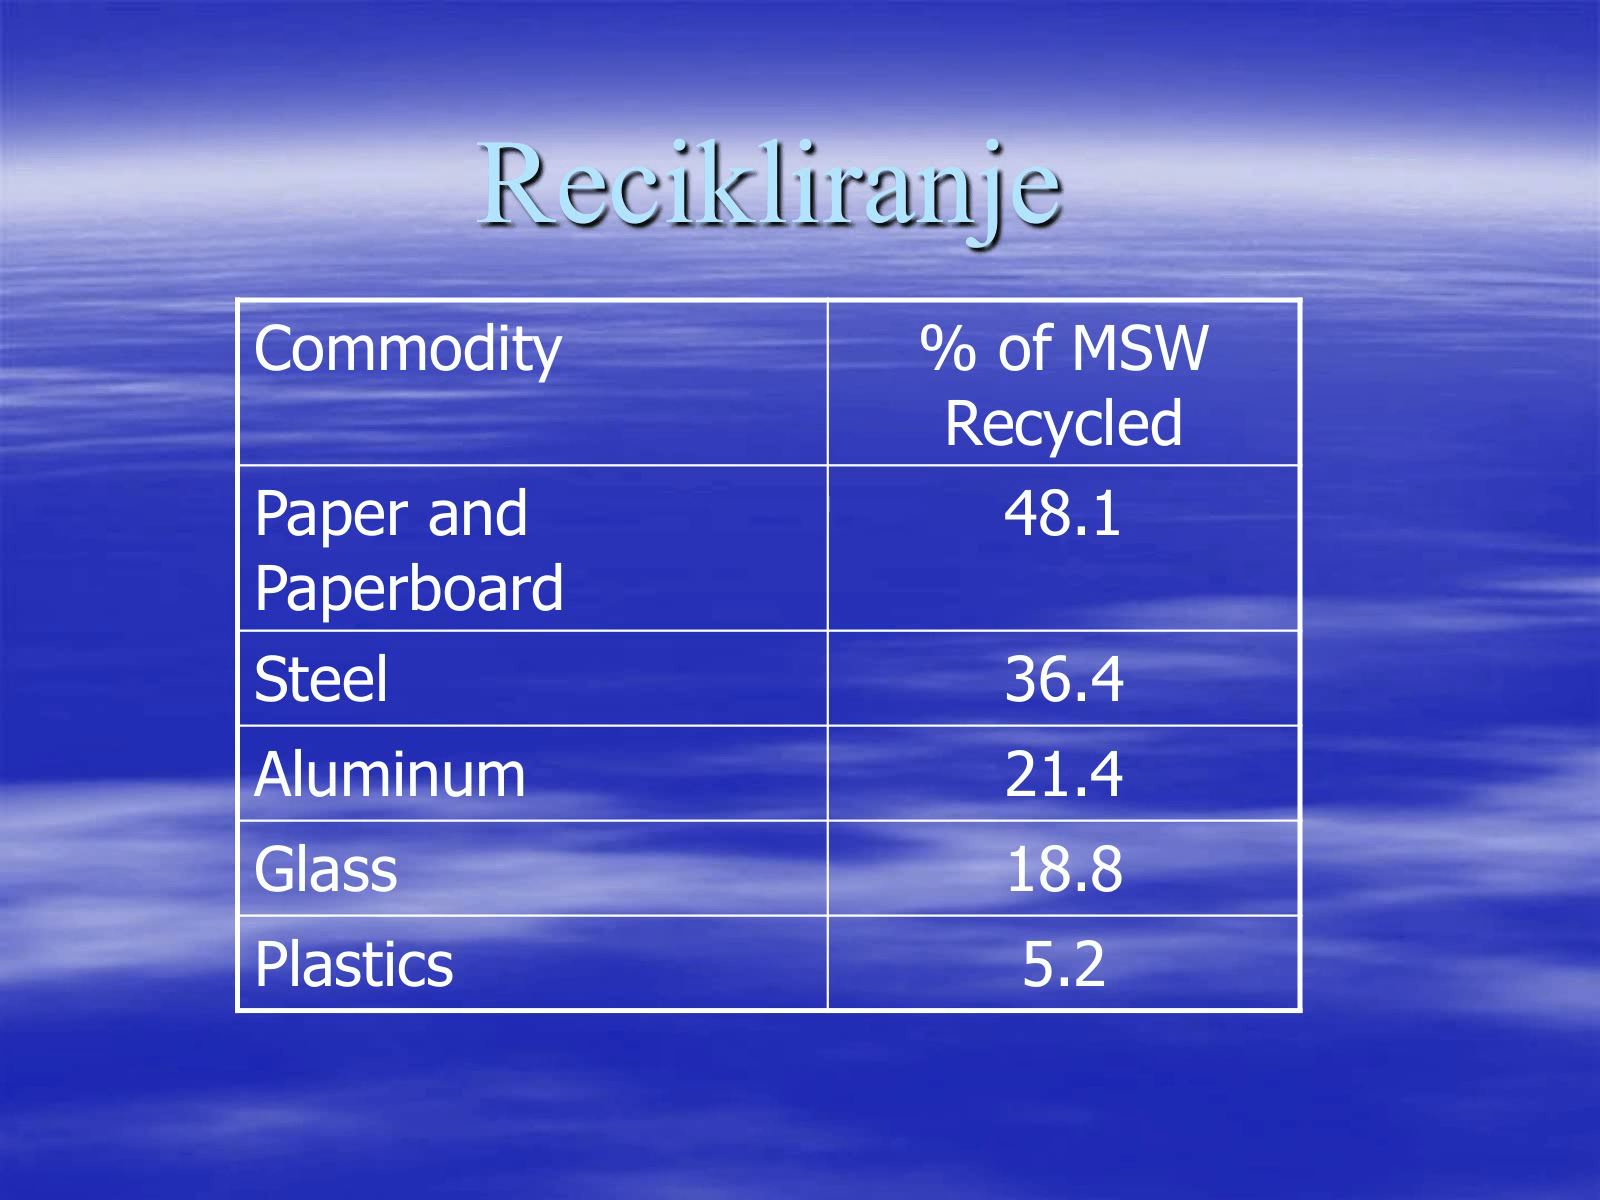 Recikliranje
Commodity
% of MSW
Recycled
Paper and
Paperboard
48.1
Steel
36.4
Aluminum
21.4
Glass
18.8
Plastics
5.2